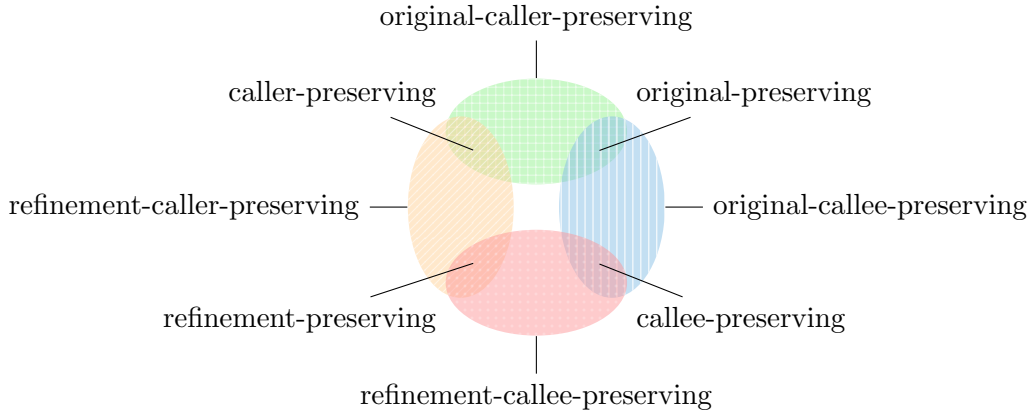 original-caller-preserving
caller-preserving
original-preserving
refinement-caller-preserving
original-callee-preserving
refinement-preserving
callee-preserving
refinement-callee-preserving